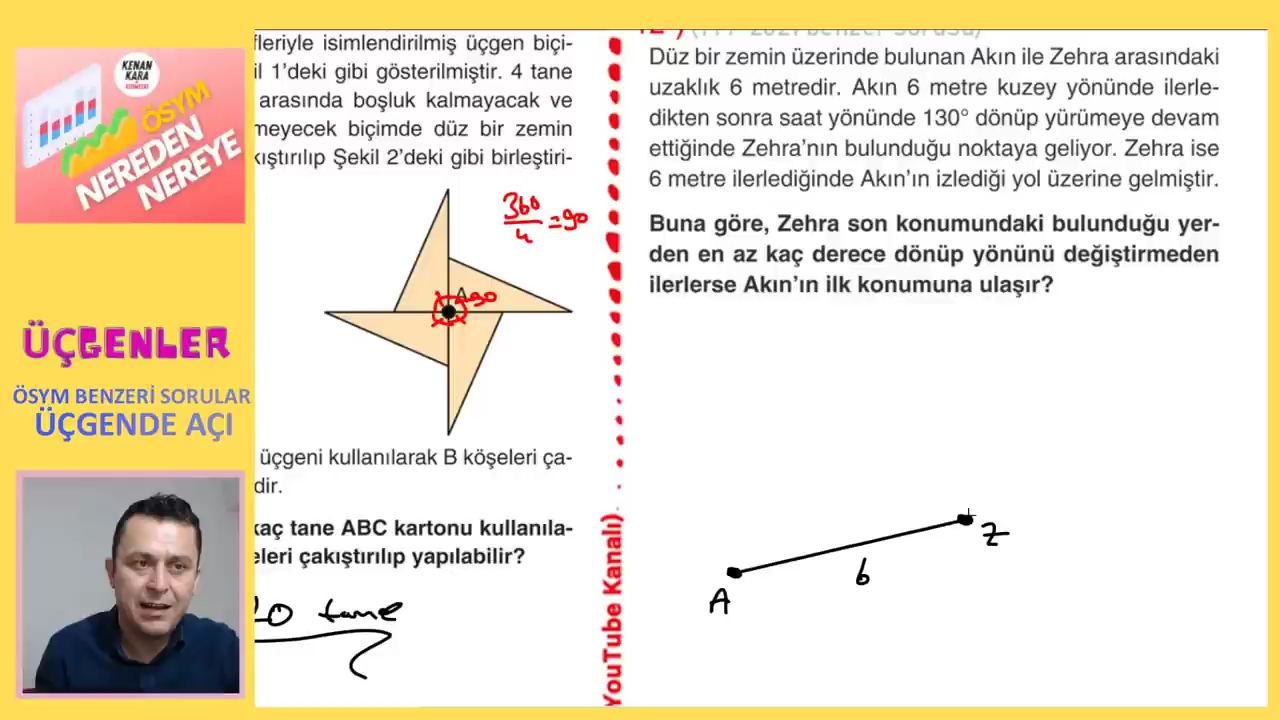 KENAN
KARA
ÖSYM
NEREDEN
NEREYE
ÜÇGENLER
ÖSYM BENZERİ SORULAR
ÜÇGENDE AÇI
fleriyle isimlendirilmiş üçgen biçi-
il 1'deki gibi gösterilmiştir. 4 tane
arasında boşluk kalmayacak ve
meyecek biçimde düz bir zemin
kıştırılıp Şekil 2'deki gibi birleştiri-
360
4
=90
A
90
üçgeni kullanılarak B köşeleri ça-
dir.
kaç tane ABC kartonu kullanıla-
eleri çakıştırılıp yapılabilir?
20 tane
YouTube Kanalı)
Düz bir zemin üzerinde bulunan Akın ile Zehra arasındaki
uzaklık 6 metredir. Akın 6 metre kuzey yönünde ilerle-
dikten sonra saat yönünde 130° dönüp yürümeye devam
ettiğinde Zehra'nın bulunduğu noktaya geliyor. Zehra ise
6 metre ilerlediğinde Akın'ın izlediği yol üzerine gelmiştir.
Buna göre, Zehra son konumundaki bulunduğu yer-
den en az kaç derece dönüp yönünü değiştirmeden
ilerlerse Akın'ın ilk konumuna ulaşır?
A
6
Z